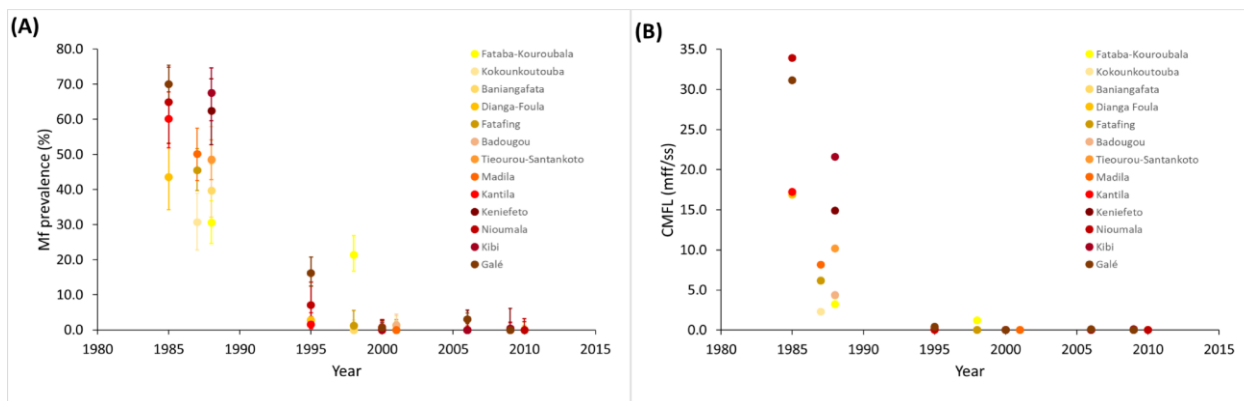 (A)
Mf prevalence (%)
80.0
70.0
60.0
50.0
40.0
30.0
20.0
10.0
0.0
1980 1985 1990 1995 2000 2005 2010 2015
Year
Fataba-Kouroubala
Kokounkoutouba
Baniangafata
Dianga-Foula
Fatafing
Badougou
Tieourou-Santankoto
Madila
Kantila
Keniefeto
Nioumala
Kibi
Galé
(B)
CMFL (mff/ss)
35.0
30.0
25.0
20.0
15.0
10.0
5.0
0.0
1980 1985 1990 1995 2000 2005 2010 2015
Year
Fataba-Kouroubala
Kokounkoutouba
Baniangafata
Dianga Foula
Fatafing
Badougou
Tieourou-Santankoto
Madila
Kantila
Keniefeto
Nioumala
Kibi
Galé